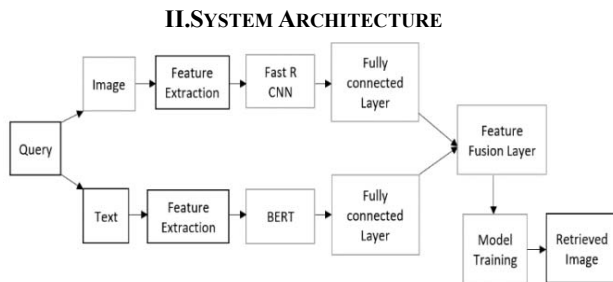 II.SYSTEM ARCHITECTURE
Query
Image
Feature
Extraction
Fast R
CNN
Fully
connected
Layer
Text
Feature
Extraction
BERT
Fully
connected
Layer
Feature
Fusion Layer
Model
Training
Retrieved
Image